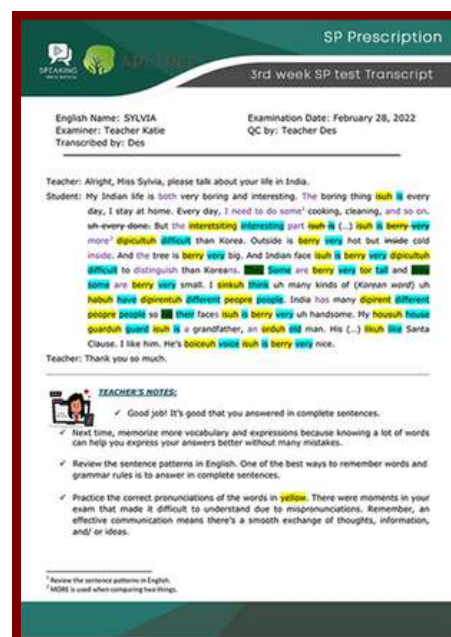 SP Prescription
SPEAKING
APPLETREE
3rd week SP test Transcript
English Name: SYLVIA
Examination Date: February 28, 2022
Examiner: Teacher Katie
QC by: Teacher Des
Transcribed by: Des
Teacher: Alright, Miss Sylvia, please talk about your life in India.
Student: My Indian life is both very boring and interesting. The boring thing isuh is every
day, I stay at home. Every day, I need to do some¹ cooking, cleaning, and so on.
uh every done. But the interetsiting interesting part isuh is (...) isuh is berry very
more² dipicultuh difficult than Korea. Outside is berry very hot but inside cold
inside. And the tree is berry very big. And Indian face isuh is berry very dipicultuh
difficult to distinguish than Koreans. Some are berry very tor tall and
some are berry very small. I sinkuh think uh many kinds of (Korean word) uh
habuh have dipirentuh different peopre people. India has many dipirent different
peopre people so their faces isuh is berry very uh handsome. My housuh house
guarduh guard isuh is a grandfather, an orduh old man. His (...) likuh like Santa
Clause. I like him. He's boiceuh voice isuh is berry very nice.
Teacher: Thank you so much.
TEACHER'S NOTES:
✓ Good job! It's good that you answered in complete sentences.
✓ Next time, memorize more vocabulary and expressions because knowing a lot of words
can help you express your answers better without many mistakes.
✓ Review the sentence patterns in English. One of the best ways to remember words and
grammar rules is to answer in complete sentences.
✓ Practice the correct pronunciations of the words in yellow. There were moments in your
exam that made it difficult to understand due to mispronunciations. Remember, an
effective communication means there's a smooth exchange of thoughts, information,
and/ or ideas.
¹ Review the sentence patterns in English.
² MORE is used when comparing two things.